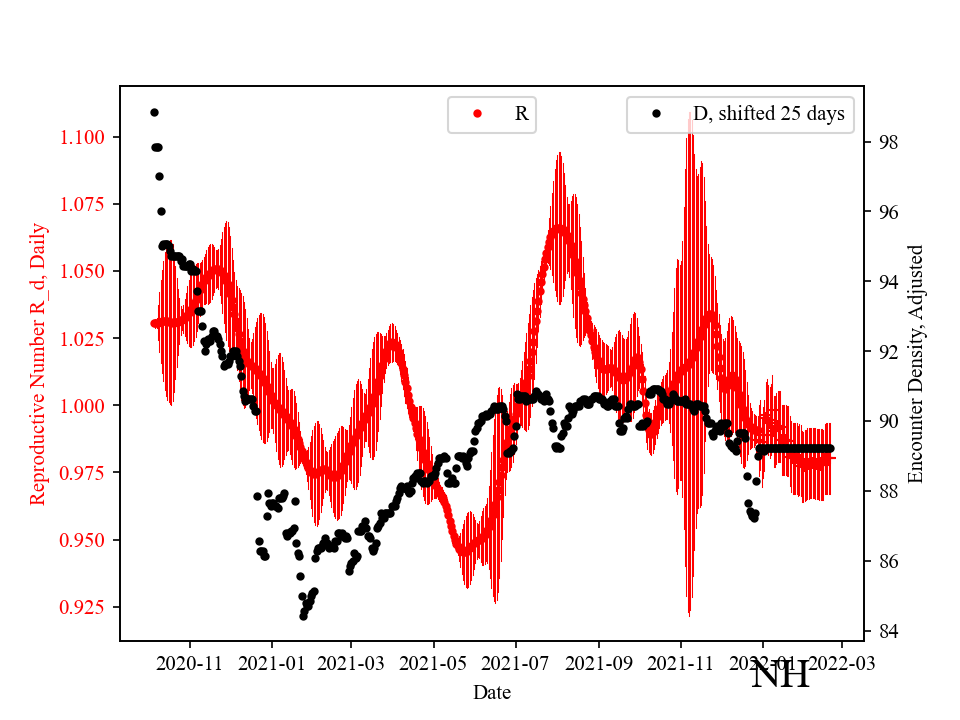 R
D, shifted 25 days
1.100
1.075
1.050
1.025
1.000
0.975
0.950
0.925
Reproductive Number R_d, Daily
98
96
94
92
90
88
86
84
Encounter Density, Adjusted
2020-11 2021-01 2021-03 2021-05 2021-07 2021-09 2021-11 2022-01 2022-03
Date
NH